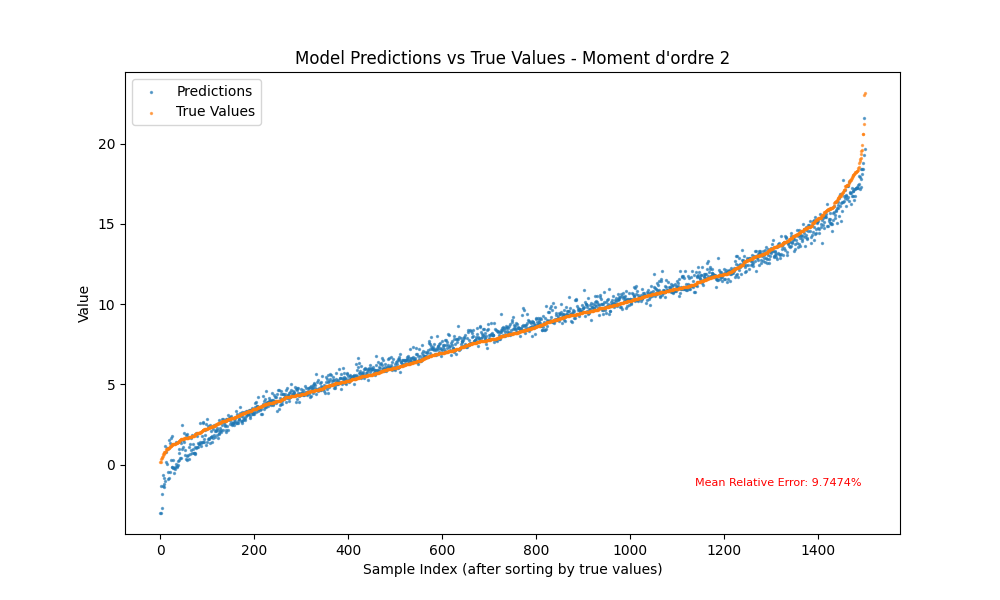 Model Predictions vs True Values - Moment d'ordre 2
Predictions
True Values
20
15
10
5
0
Value
Mean Relative Error: 9.7474%
0 200 400 600 800 1000 1200 1400
Sample Index (after sorting by true values)